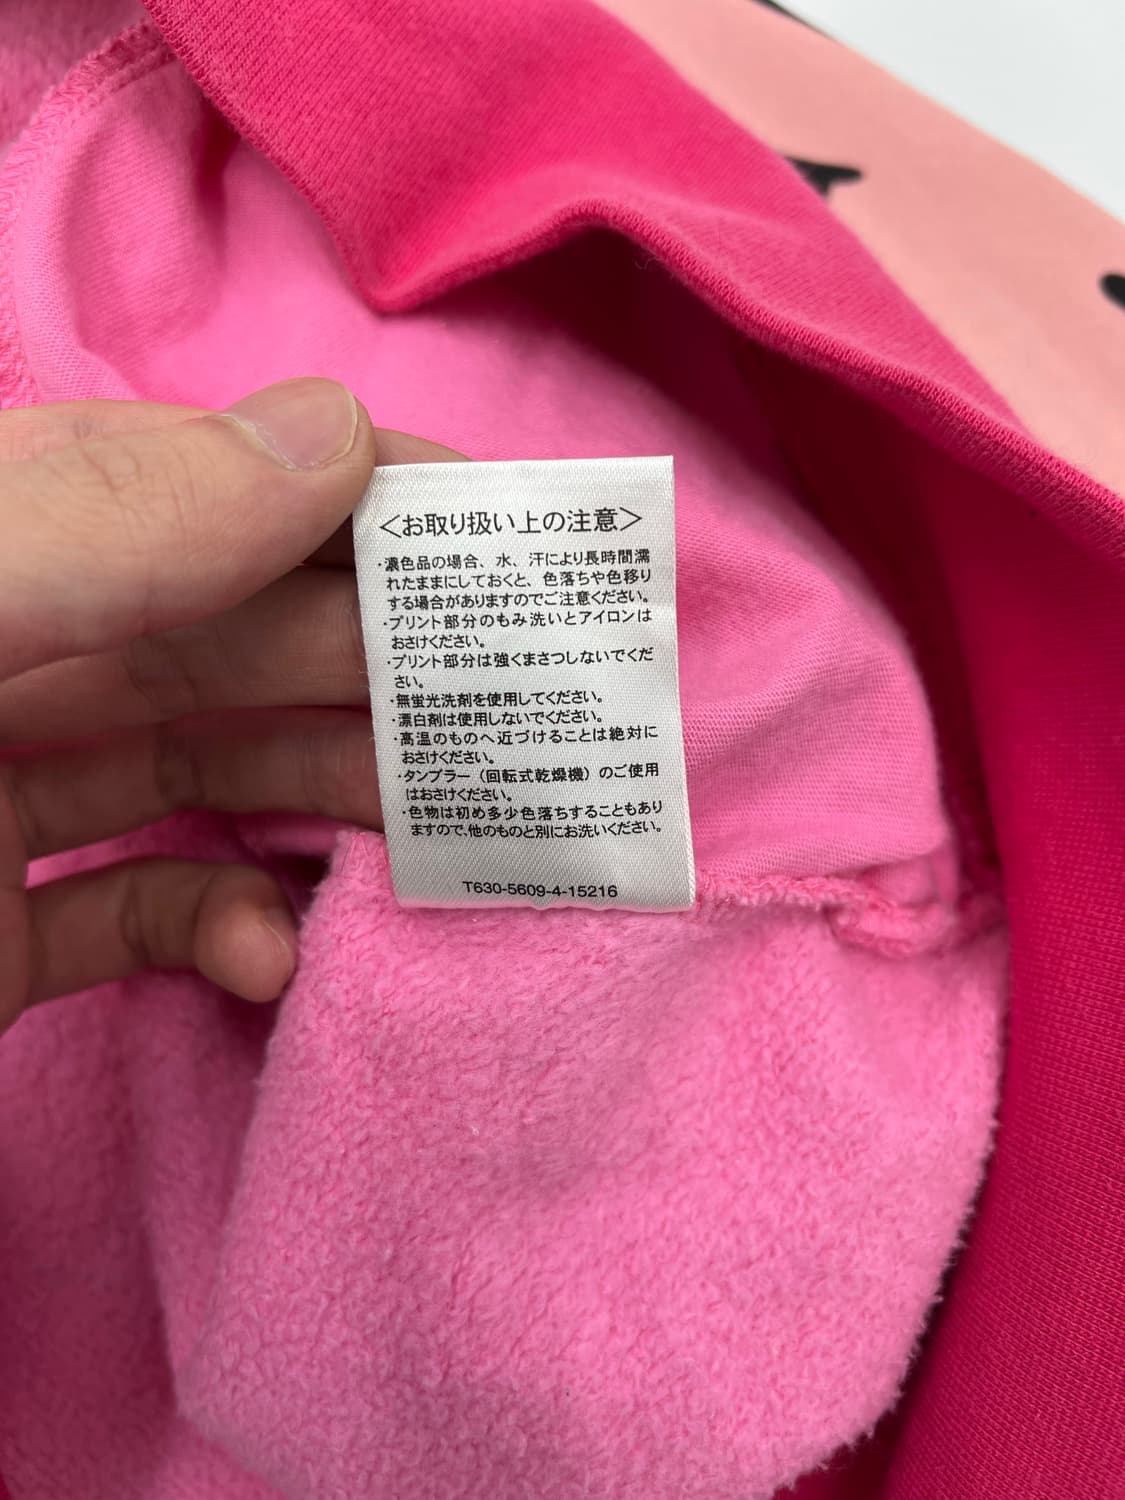 <お取り扱い上の注意>
・濃色品の場合、水、汗により長時間濡
れたままにしておくと、色落ちや色移り
する場合がありますのでご注意ください。
・プリント部分のもみ洗いとアイロンは
おさけください。
・プリント部分は強くまさつしないでくだ
さい。
・無蛍光洗剤を使用してください。
・漂白剤は使用しないでください。
・高温のものへ近づけることは絶対に
おさけください。
・タンブラー（回転式乾燥機）のご使用
はおさけください。
・色物は初め多少色落ちすることもあり
ますので、他のものと別にお洗いください。
T630-5609-4-15216